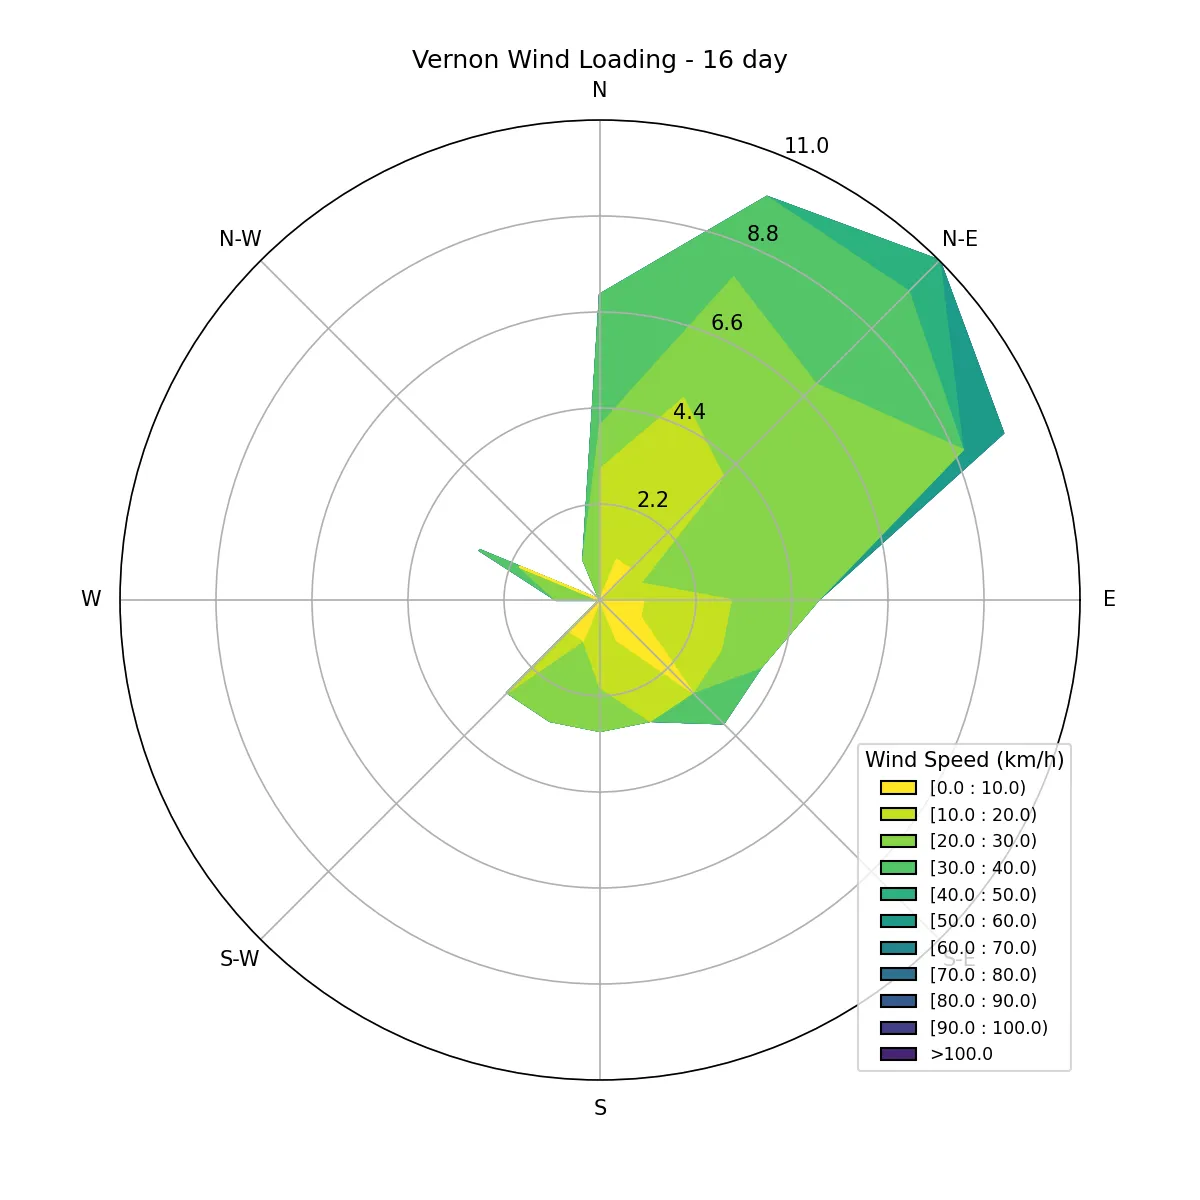 Vernon Wind Loading - 16 day
N
11.0
N-W
8.8
N-E
6.6
4.4
2.2
W
E
Wind Speed (km/h)
[0.0 : 10.0)
[10.0 : 20.0)
[20.0 : 30.0)
[30.0 : 40.0)
[40.0 : 50.0)
[50.0 : 60.0)
[60.0 : 70.0)
[70.0 : 80.0)
[80.0 : 90.0)
[90.0 : 100.0)
>100.0
S-W
S-E
S